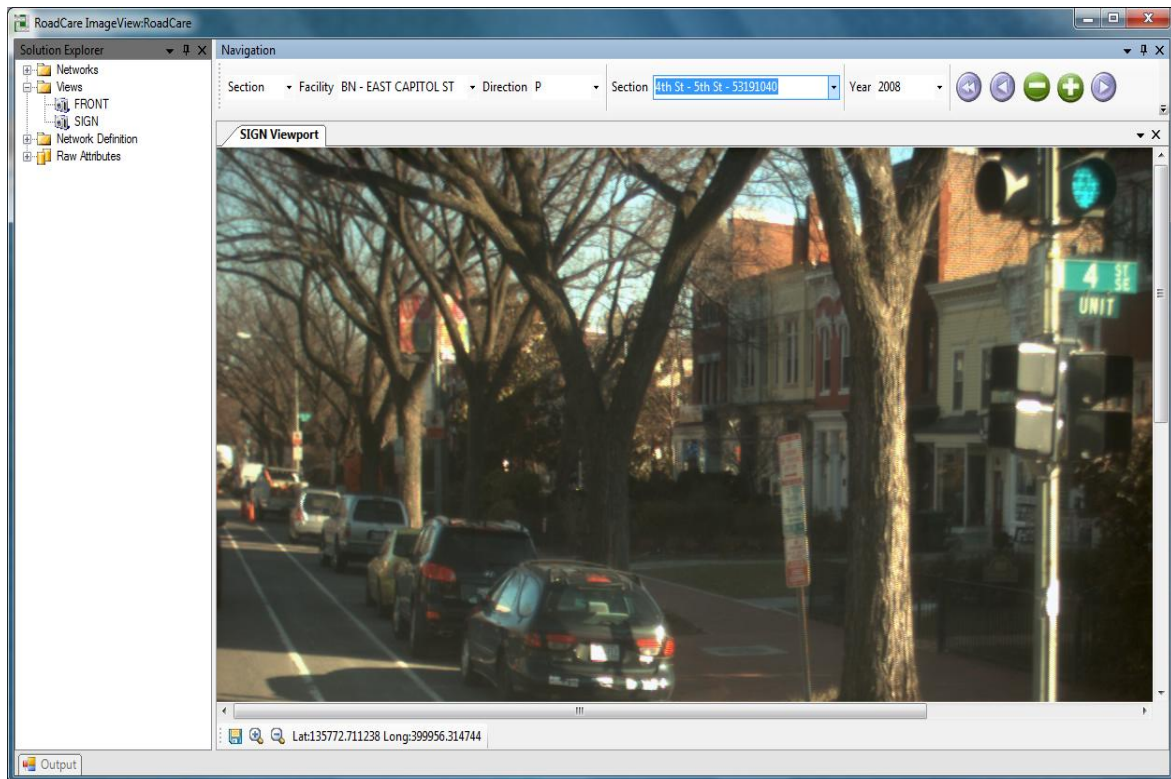 RoadCare ImageView:RoadCare
Solution Explorer
Networks
Views
FRONT
SIGN
Network Definition
Raw Attributes
Navigation
Section Facility BN - EAST CAPITOL ST Direction P Section 4th St - 5th St - 53191040 Year 2008
SIGN Viewport
4 ST SE
UNIT
Lat:135772.711238 Long:399956.314744
Output